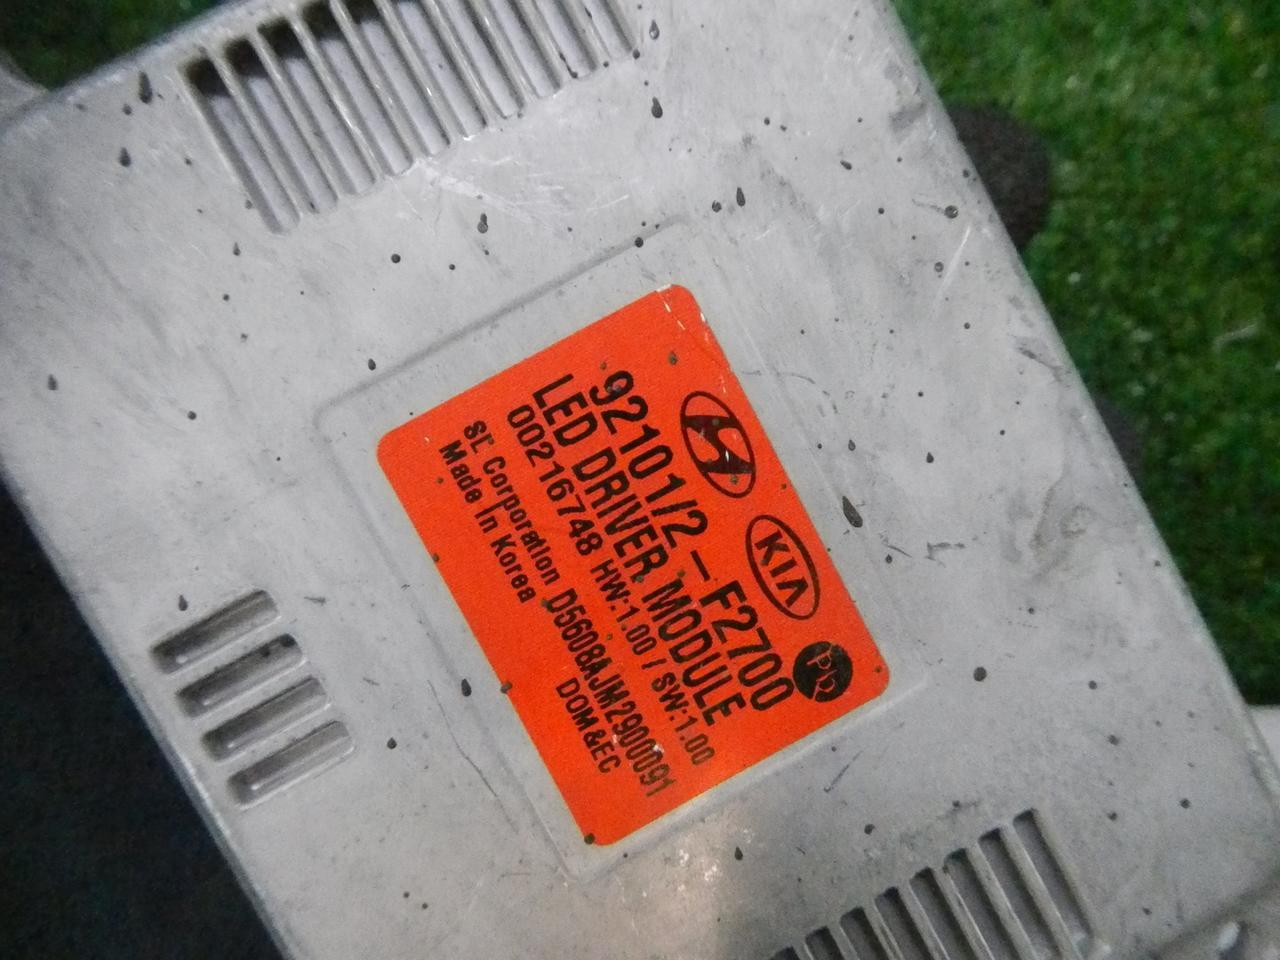 KIA
Pb
92101/2-F2700
LED DRIVER MODULE
00216748 HW:1.00 / SW:1.00
SL Corporation D5608AJM2900091
Made In Korea DOM&EC